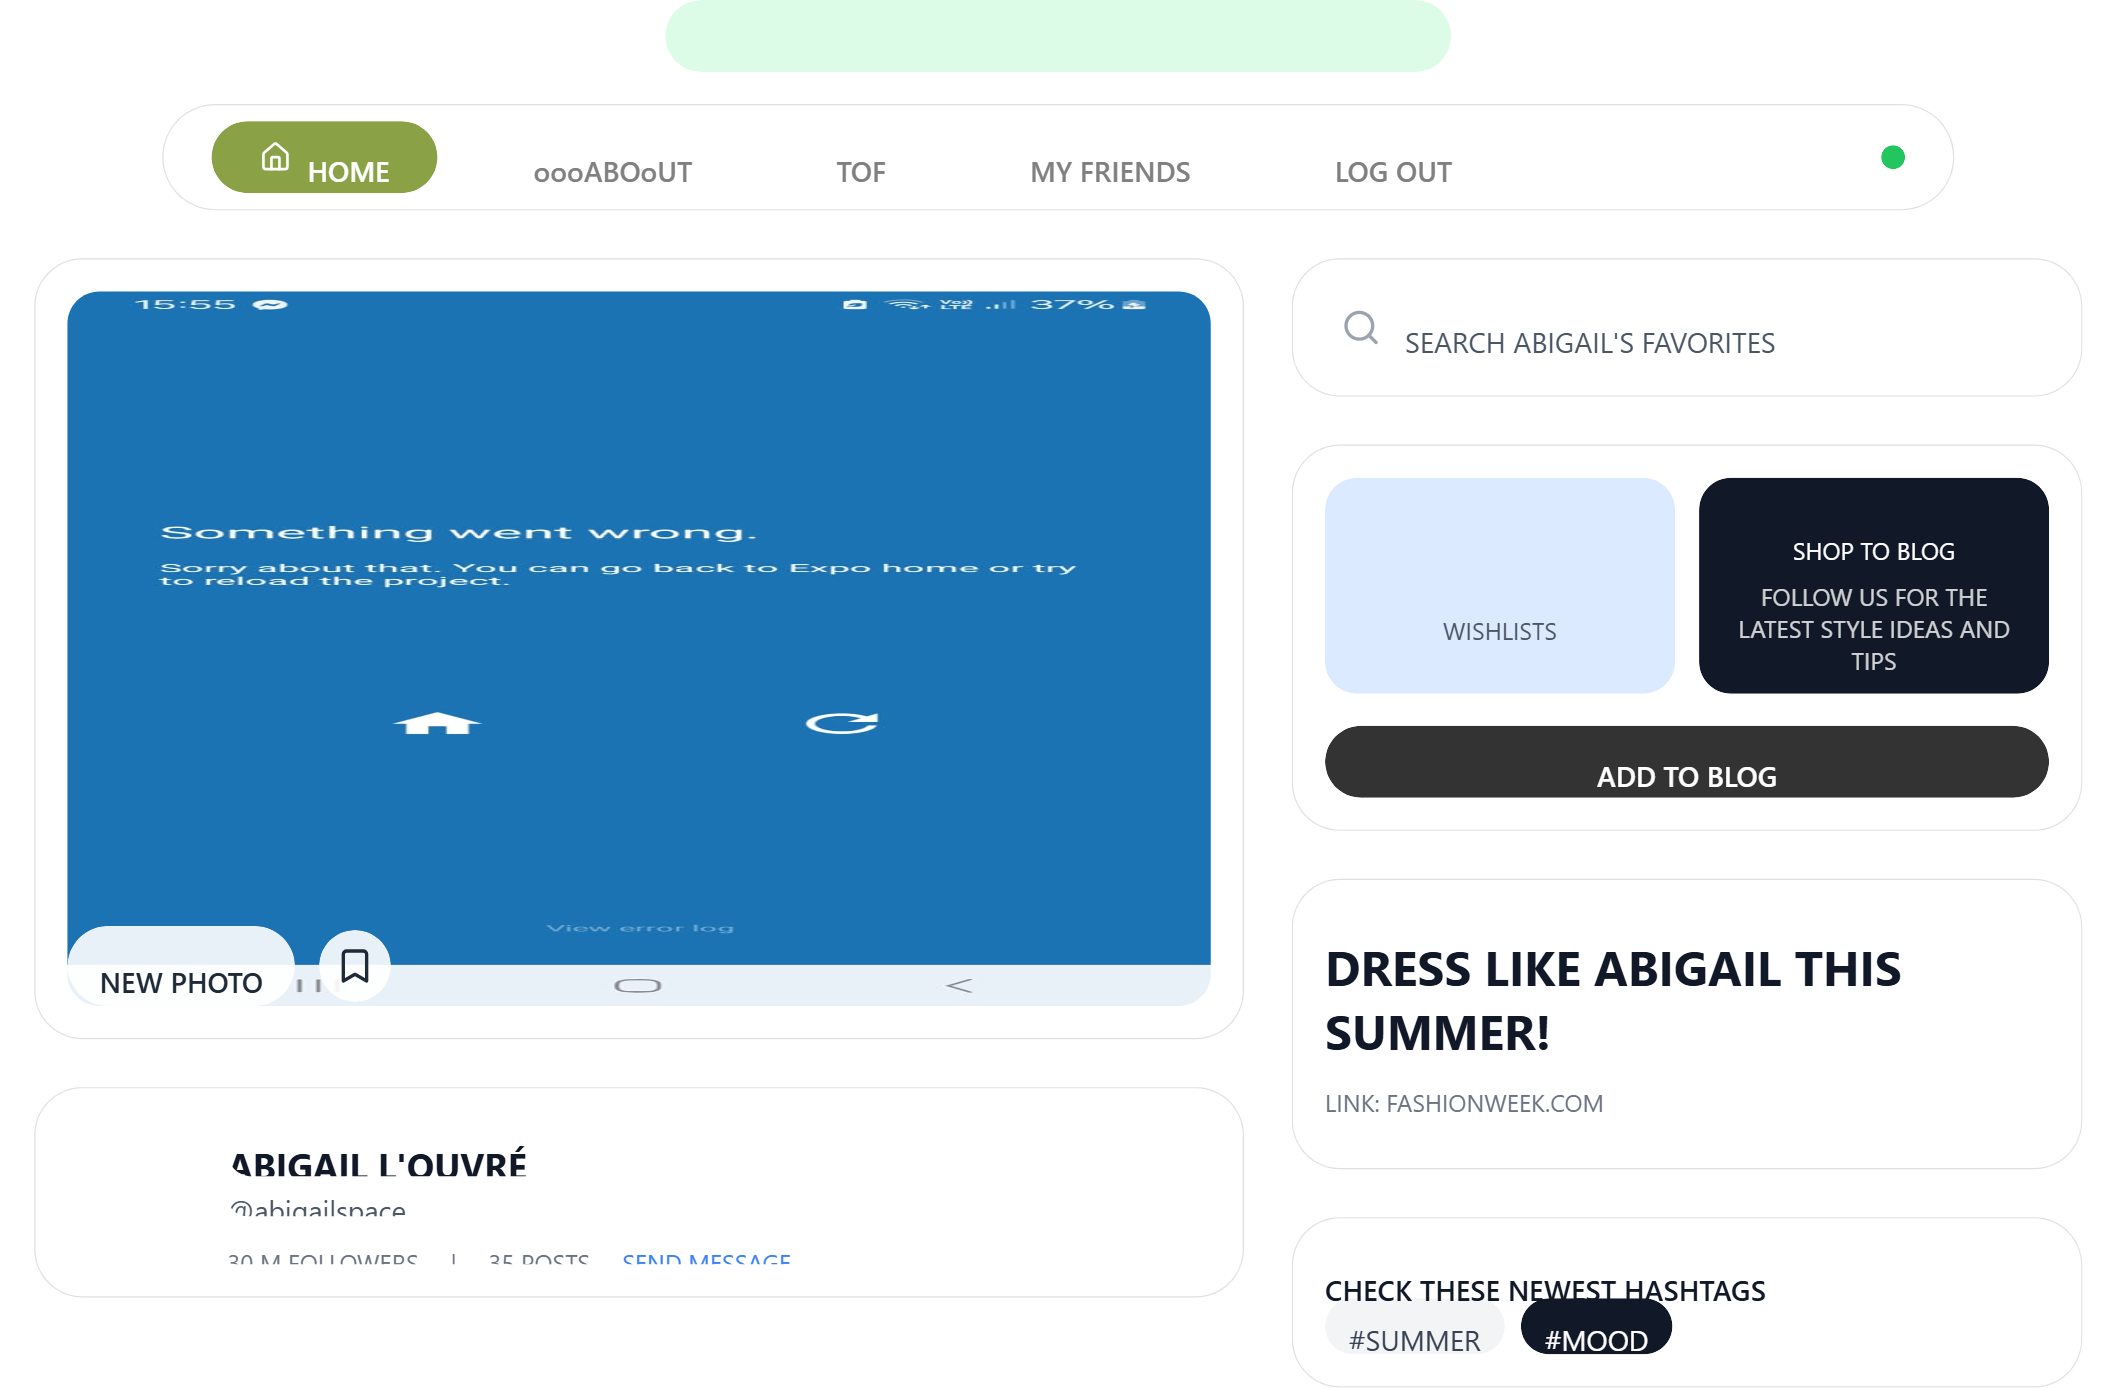 HOME
oooABOoUT
TOF
MY FRIENDS
LOG OUT
15:55
Vo))
LTE
37%
Something went wrong.
Sorry about that. You can go back to Expo home or try
to reload the project.
View error log
NEW PHOTO
ABIGAIL L'OUVRÉ
@abigailspace
30 M FOLLOWERS | 35 POSTS SEND MESSAGE
SEARCH ABIGAIL'S FAVORITES
WISHLISTS
SHOP TO BLOG
FOLLOW US FOR THE
LATEST STYLE IDEAS AND
TIPS
ADD TO BLOG
DRESS LIKE ABIGAIL THIS
SUMMER!
LINK: FASHIONWEEK.COM
CHECK THESE NEWEST HASHTAGS
#SUMMER
#MOOD